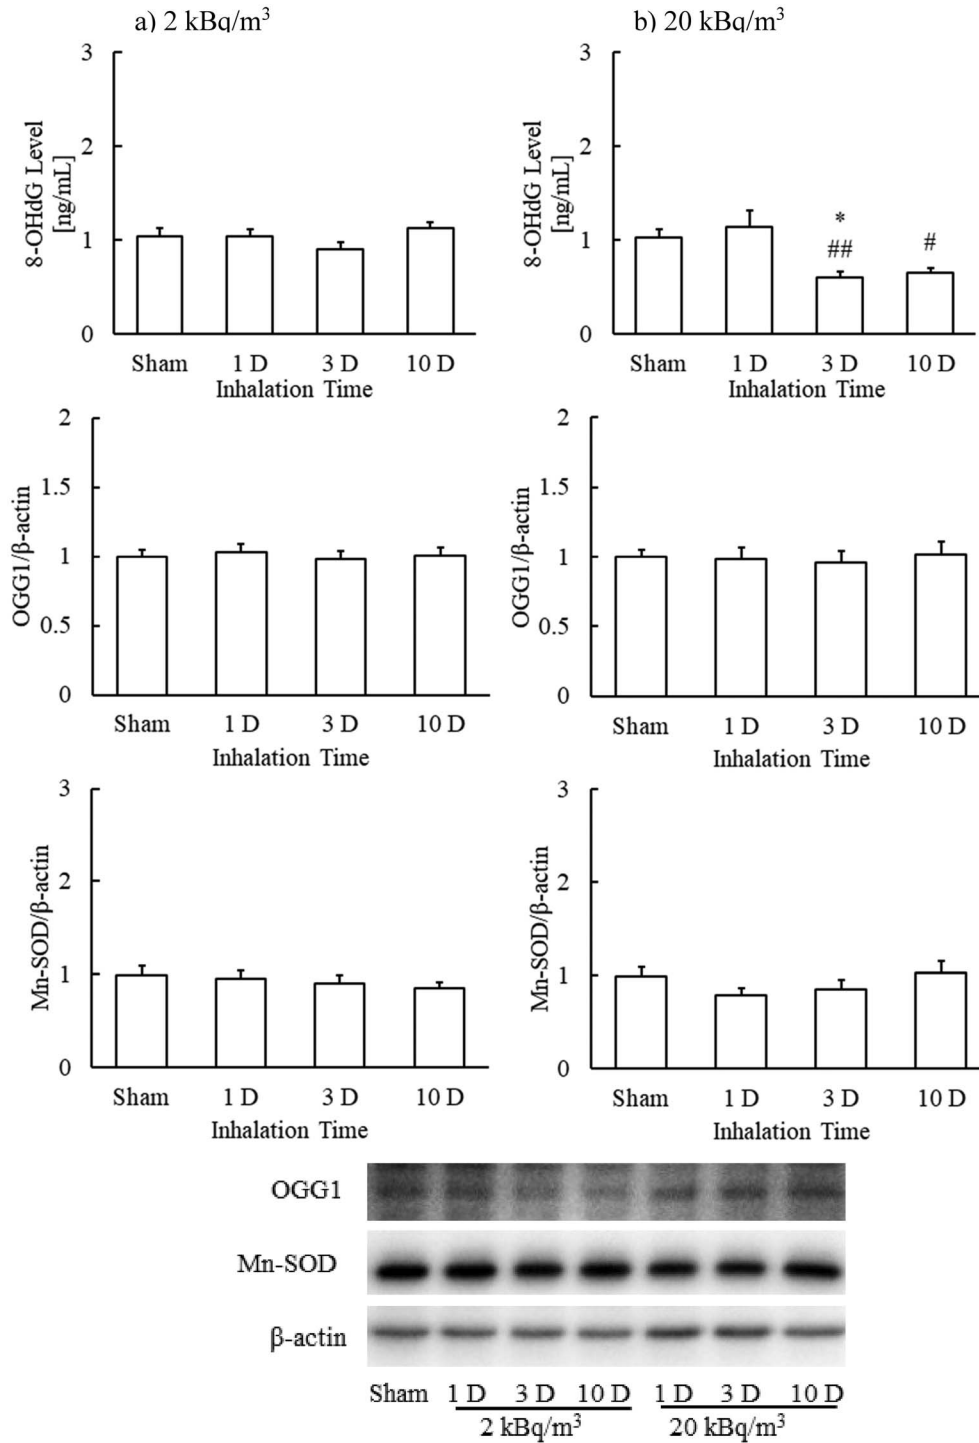 a) 2 kBq/m³
b) 20 kBq/m³
8-OHdG Level
[ng/mL]
3
2
1
0
Sham 1 D 3 D 10 D
Inhalation Time
8-OHdG Level
[ng/mL]
3
2
1
0
*
##
#
Sham 1 D 3 D 10 D
Inhalation Time
OGG1/β-actin
2
1.5
1
0.5
0
Sham 1 D 3 D 10 D
Inhalation Time
OGG1/β-actin
2
1.5
1
0.5
0
Sham 1 D 3 D 10 D
Inhalation Time
Mn-SOD/β-actin
3
2
1
0
Sham 1 D 3 D 10 D
Inhalation Time
Mn-SOD/β-actin
3
2
1
0
Sham 1 D 3 D 10 D
Inhalation Time
OGG1
Mn-SOD
β-actin
Sham 1 D 3 D 10 D 1 D 3 D 10 D
2 kBq/m³ 20 kBq/m³